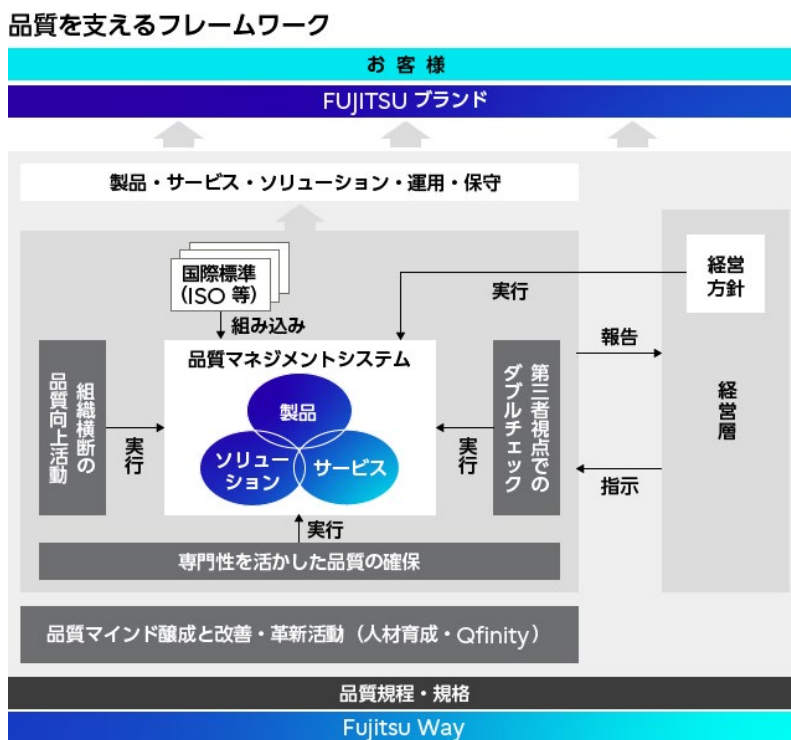 品質を支えるフレームワーク
お客様
FUJITSU ブランド
製品・サービス・ソリューション・運用・保守
国際標準
(ISO 等)
組み込み
実行
経営
方針
品質マネジメントシステム
製品
ソリュー
ション
サービス
組織横断の
品質向上活動
実行
実行
第三者視点での
ダブルチェック
報告
指示
経営層
実行
専門性を活かした品質の確保
品質マインド醸成と改善・革新活動（人材育成・Qfinity）
品質規程・規格
Fujitsu Way